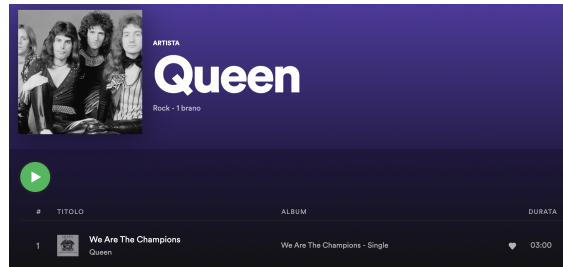 ARTISTA
Queen
Rock - 1 brano
# TITOLO ALBUM DURATA
1 We Are The Champions We Are The Champions - Single 03:00
Queen